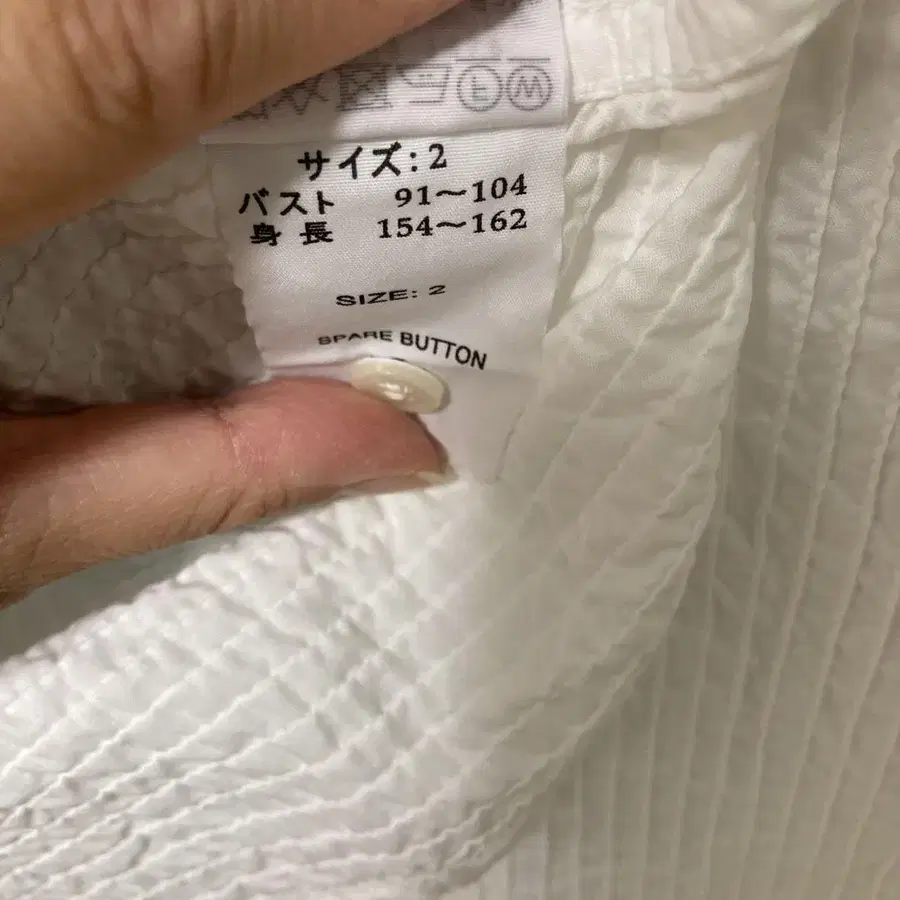 サイズ:2
バスト 91〜104
身長 154〜162
SIZE: 2
SPARE BUTTON